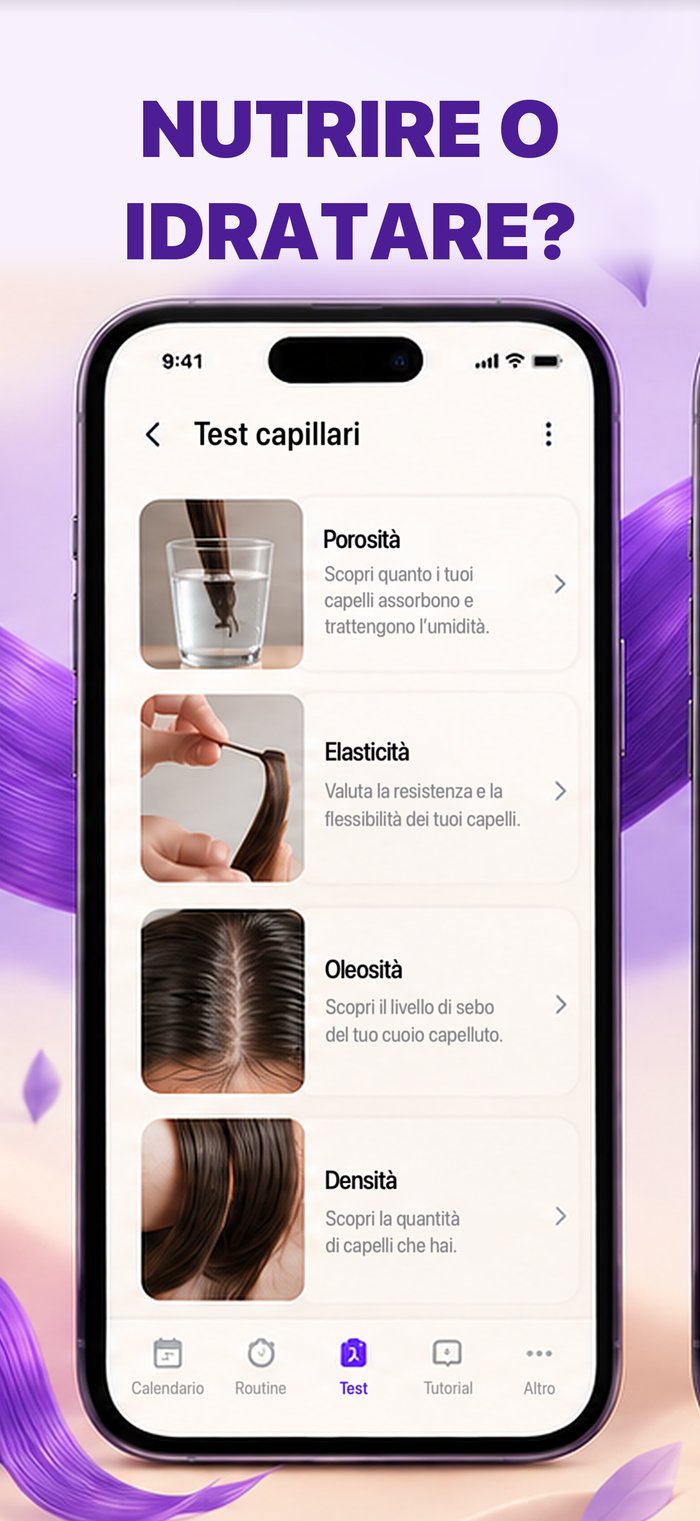 NUTRIRE O
IDRATARE?
9:41
Test capillari
Porosità
Scopri quanto i tuoi
capelli assorbono e
trattengono l'umidità.
Elasticità
Valuta la resistenza e la
flessibilità dei tuoi capelli.
Oleosità
Scopri il livello di sebo
del tuo cuoio capelluto.
Densità
Scopri la quantità
di capelli che hai.
Calendario
Routine
Test
Tutorial
Altro